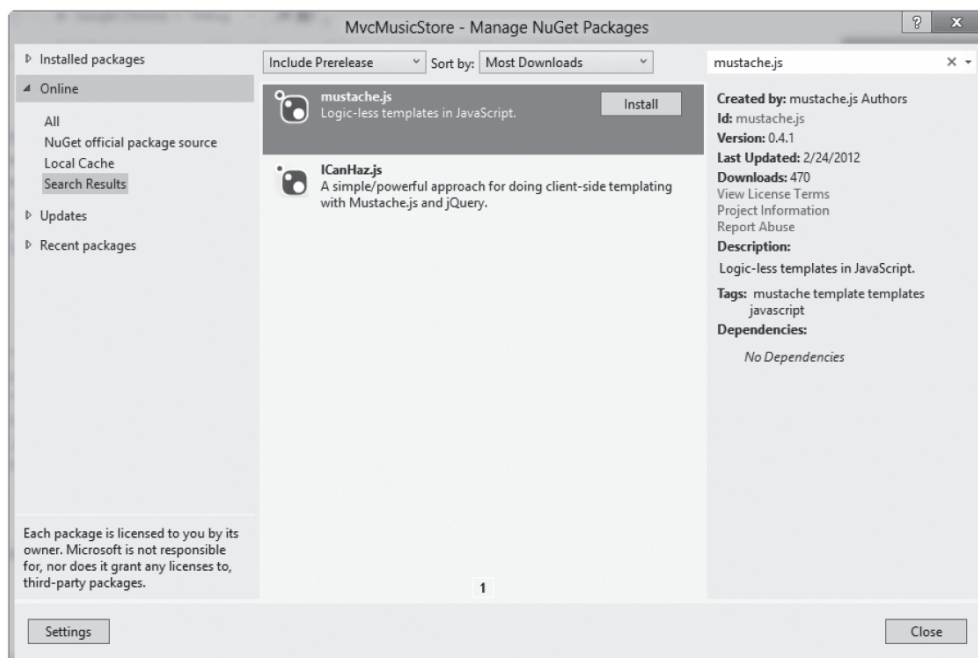 MvcMusicStore - Manage NuGet Packages
?
X
Installed packages
Online
All
NuGet official package source
Local Cache
Search Results
Updates
Recent packages
Each package is licensed to you by its
owner. Microsoft is not responsible
for, nor does it grant any licenses to,
third-party packages.
Settings
Include Prerelease
Sort by: Most Downloads
mustache.js
Logic-less templates in JavaScript.
Install
ICanHaz.js
A simple/powerful approach for doing client-side templating
with Mustache.js and jQuery.
1
mustache.js
Created by: mustache.js Authors
Id: mustache.js
Version: 0.4.1
Last Updated: 2/24/2012
Downloads: 470
View License Terms
Project Information
Report Abuse
Description:
Logic-less templates in JavaScript.
Tags: mustache template templates
javascript
Dependencies:
No Dependencies
Close